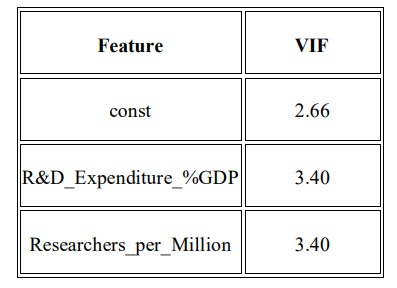 Feature VIF
const 2.66
R&D_Expenditure_%GDP 3.40
Researchers_per_Million 3.40